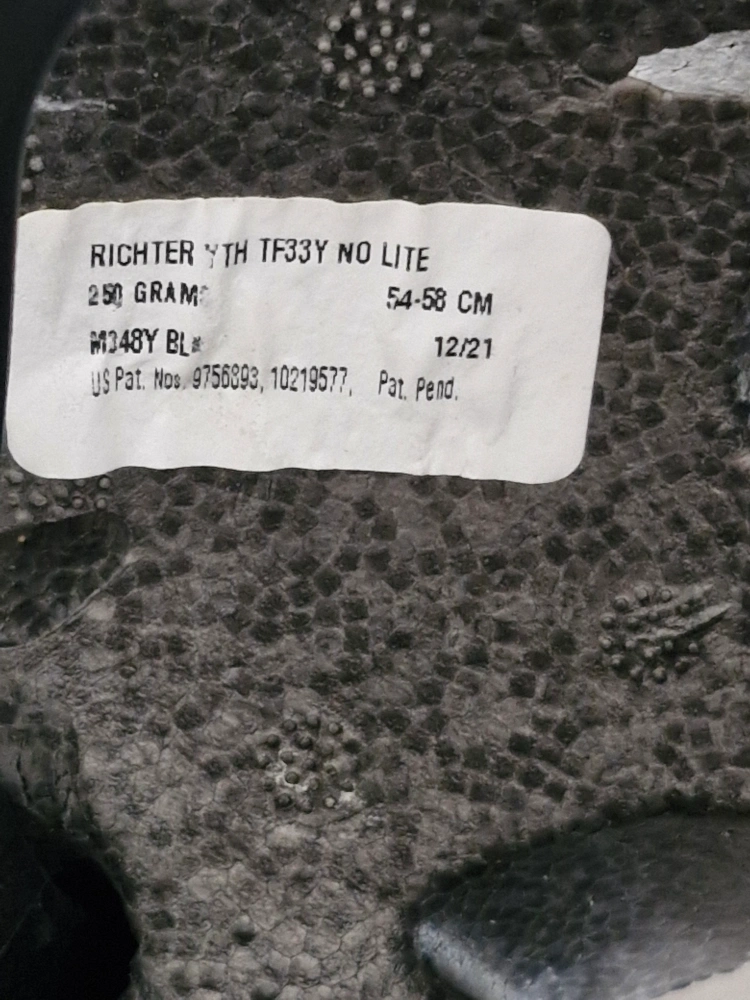 RICHTER YTH TF33Y NO LITE
250 GRAMS 54-58 CM
M348Y BLK 12/21
US Pat. Nos. 9756893, 10219577, Pat. Pend.